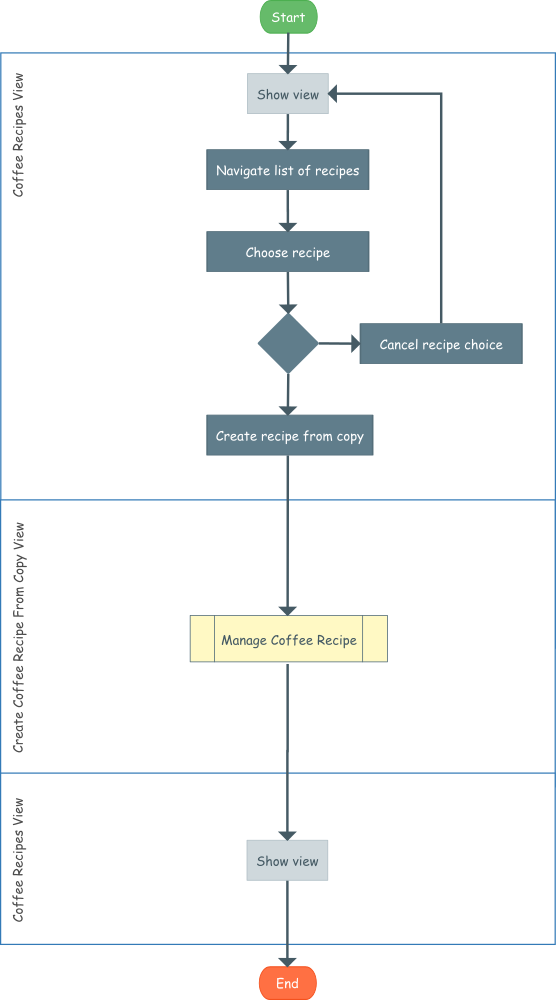 Start
Coffee Recipes View
Show view
Navigate list of recipes
Choose recipe
Cancel recipe choice
Create recipe from copy
Create Coffee Recipe From Copy View
Manage Coffee Recipe
Coffee Recipes View
Show view
End